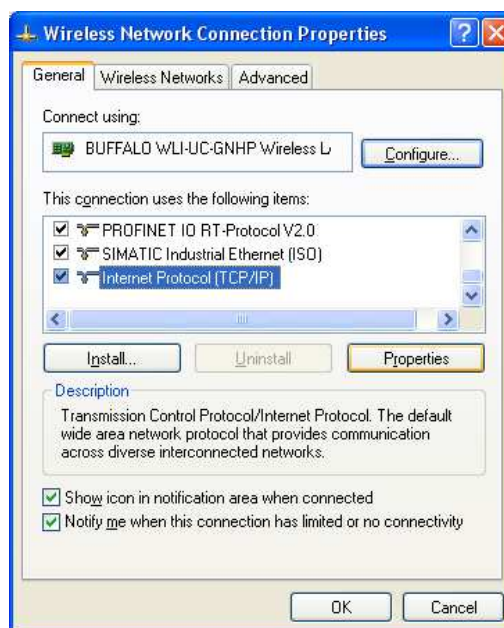 Wireless Network Connection Properties
General Wireless Networks Advanced
Connect using:
BUFFALO WLI-UC-GNHP Wireless Configure...
This connection uses the following items:
PROFINET IO RT-Protocol V2.0
SIMATIC Industrial Ethernet (ISO)
Internet Protocol (TCP/IP)
Install... Uninstall Properties
Description
Transmission Control Protocol/Internet Protocol. The default
wide area network protocol that provides communication
across diverse interconnected networks.
Show icon in notification area when connected
Notify me when this connection has limited or no connectivity
OK Cancel